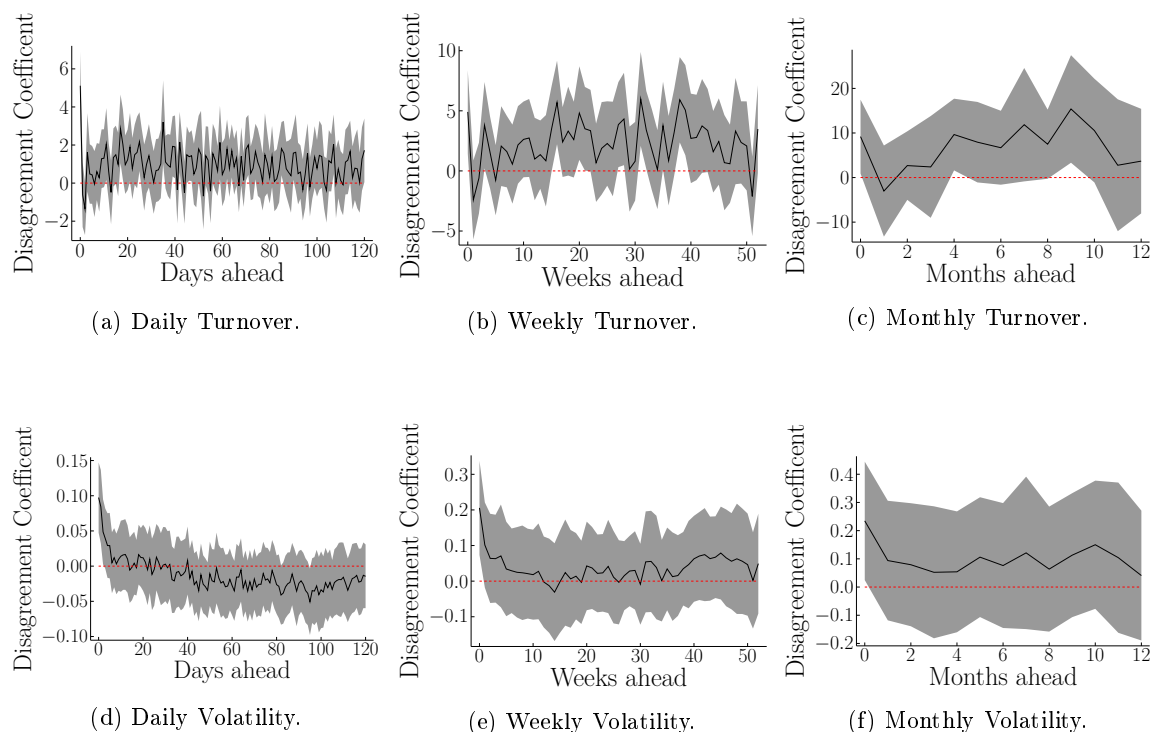 Disagreement Coefficent
6
4
2
0
−2
0 20 40 60 80 100 120
Days ahead
(a) Daily Turnover.
Disagreement Coefficent
10
5
0
−5
0 10 20 30 40 50
Weeks ahead
(b) Weekly Turnover.
Disagreement Coefficent
20
10
0
−10
0 2 4 6 8 10 12
Months ahead
(c) Monthly Turnover.
Disagreement Coefficent
0.15
0.10
0.05
0.00
−0.05
−0.10
0 20 40 60 80 100 120
Days ahead
(d) Daily Volatility.
Disagreement Coefficent
0.3
0.2
0.1
0.0
−0.1
0 10 20 30 40 50
Weeks ahead
(e) Weekly Volatility.
Disagreement Coefficent
0.4
0.3
0.2
0.1
0.0
−0.1
−0.2
0 2 4 6 8 10 12
Months ahead
(f) Monthly Volatility.